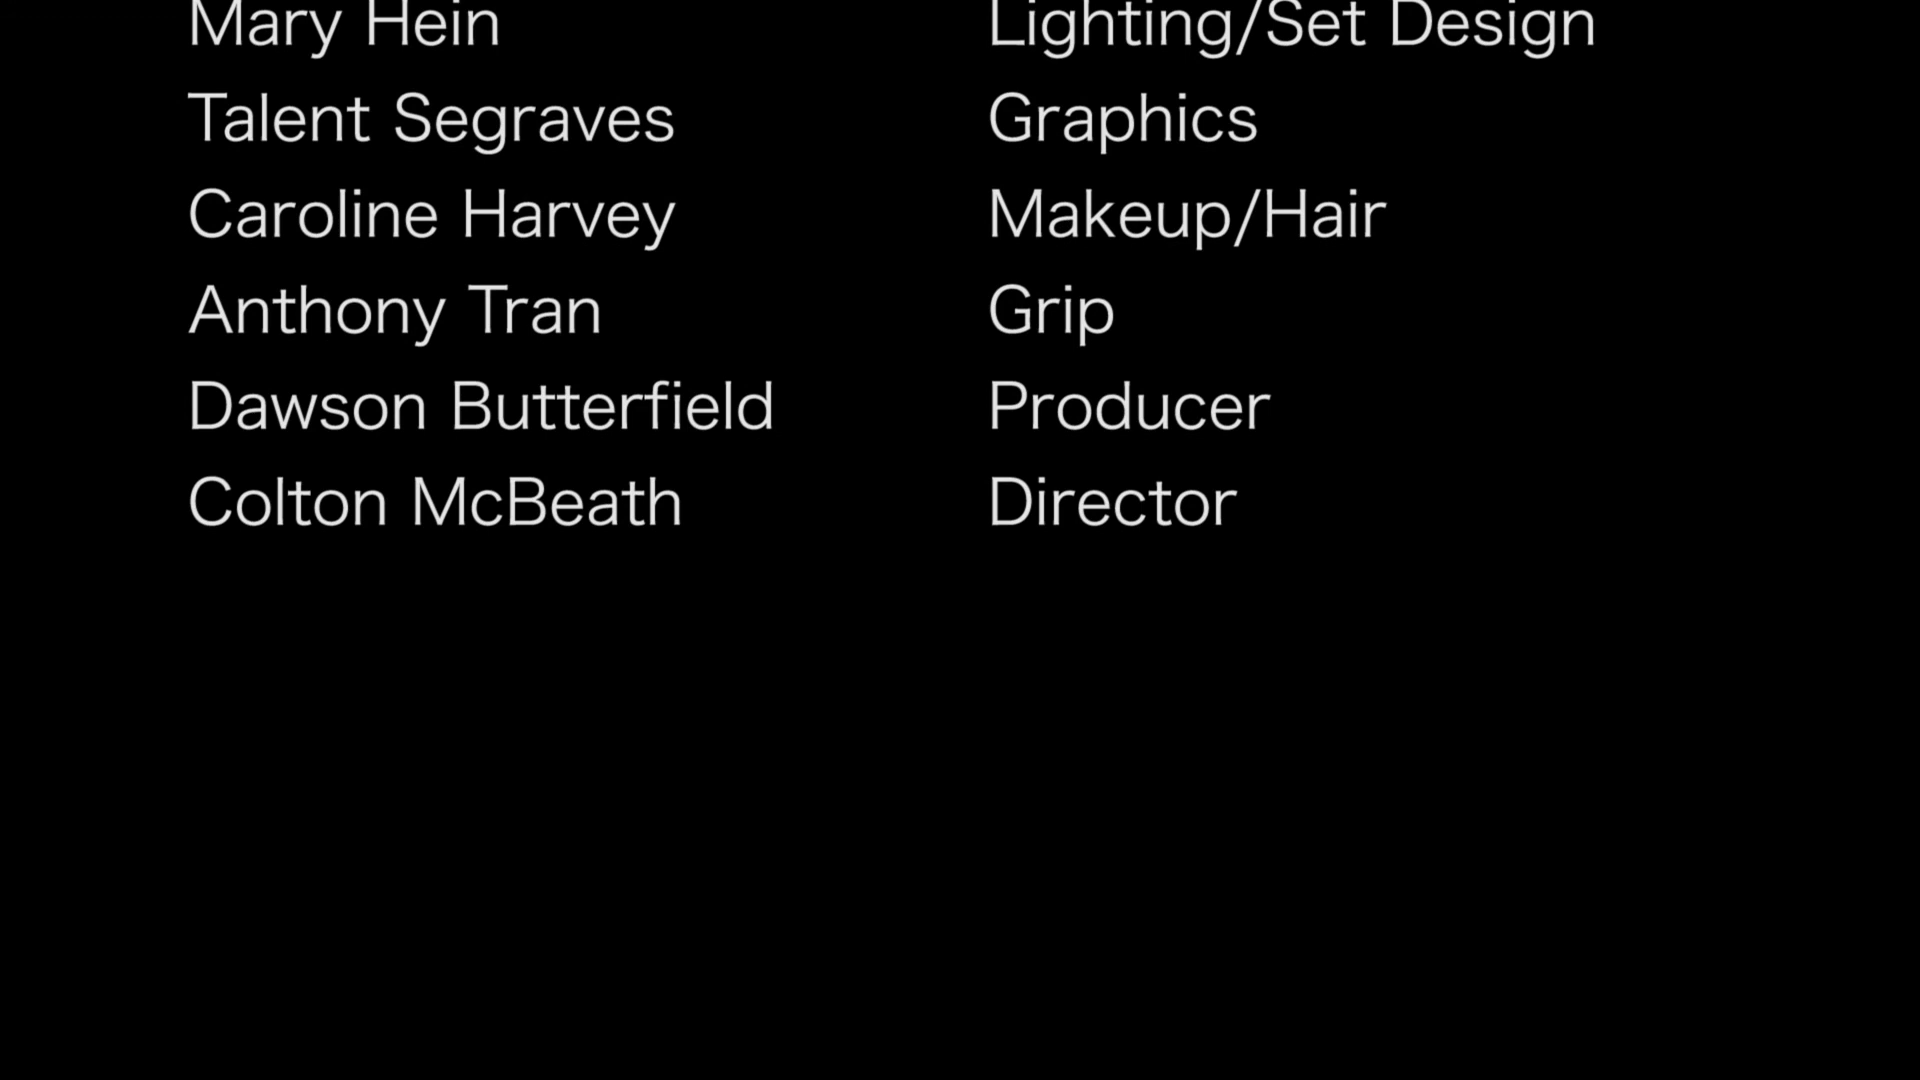 Mary Hein Lighting/Set Design
Talent Segraves Graphics
Caroline Harvey Makeup/Hair
Anthony Tran Grip
Dawson Butterfield Producer
Colton McBeath Director